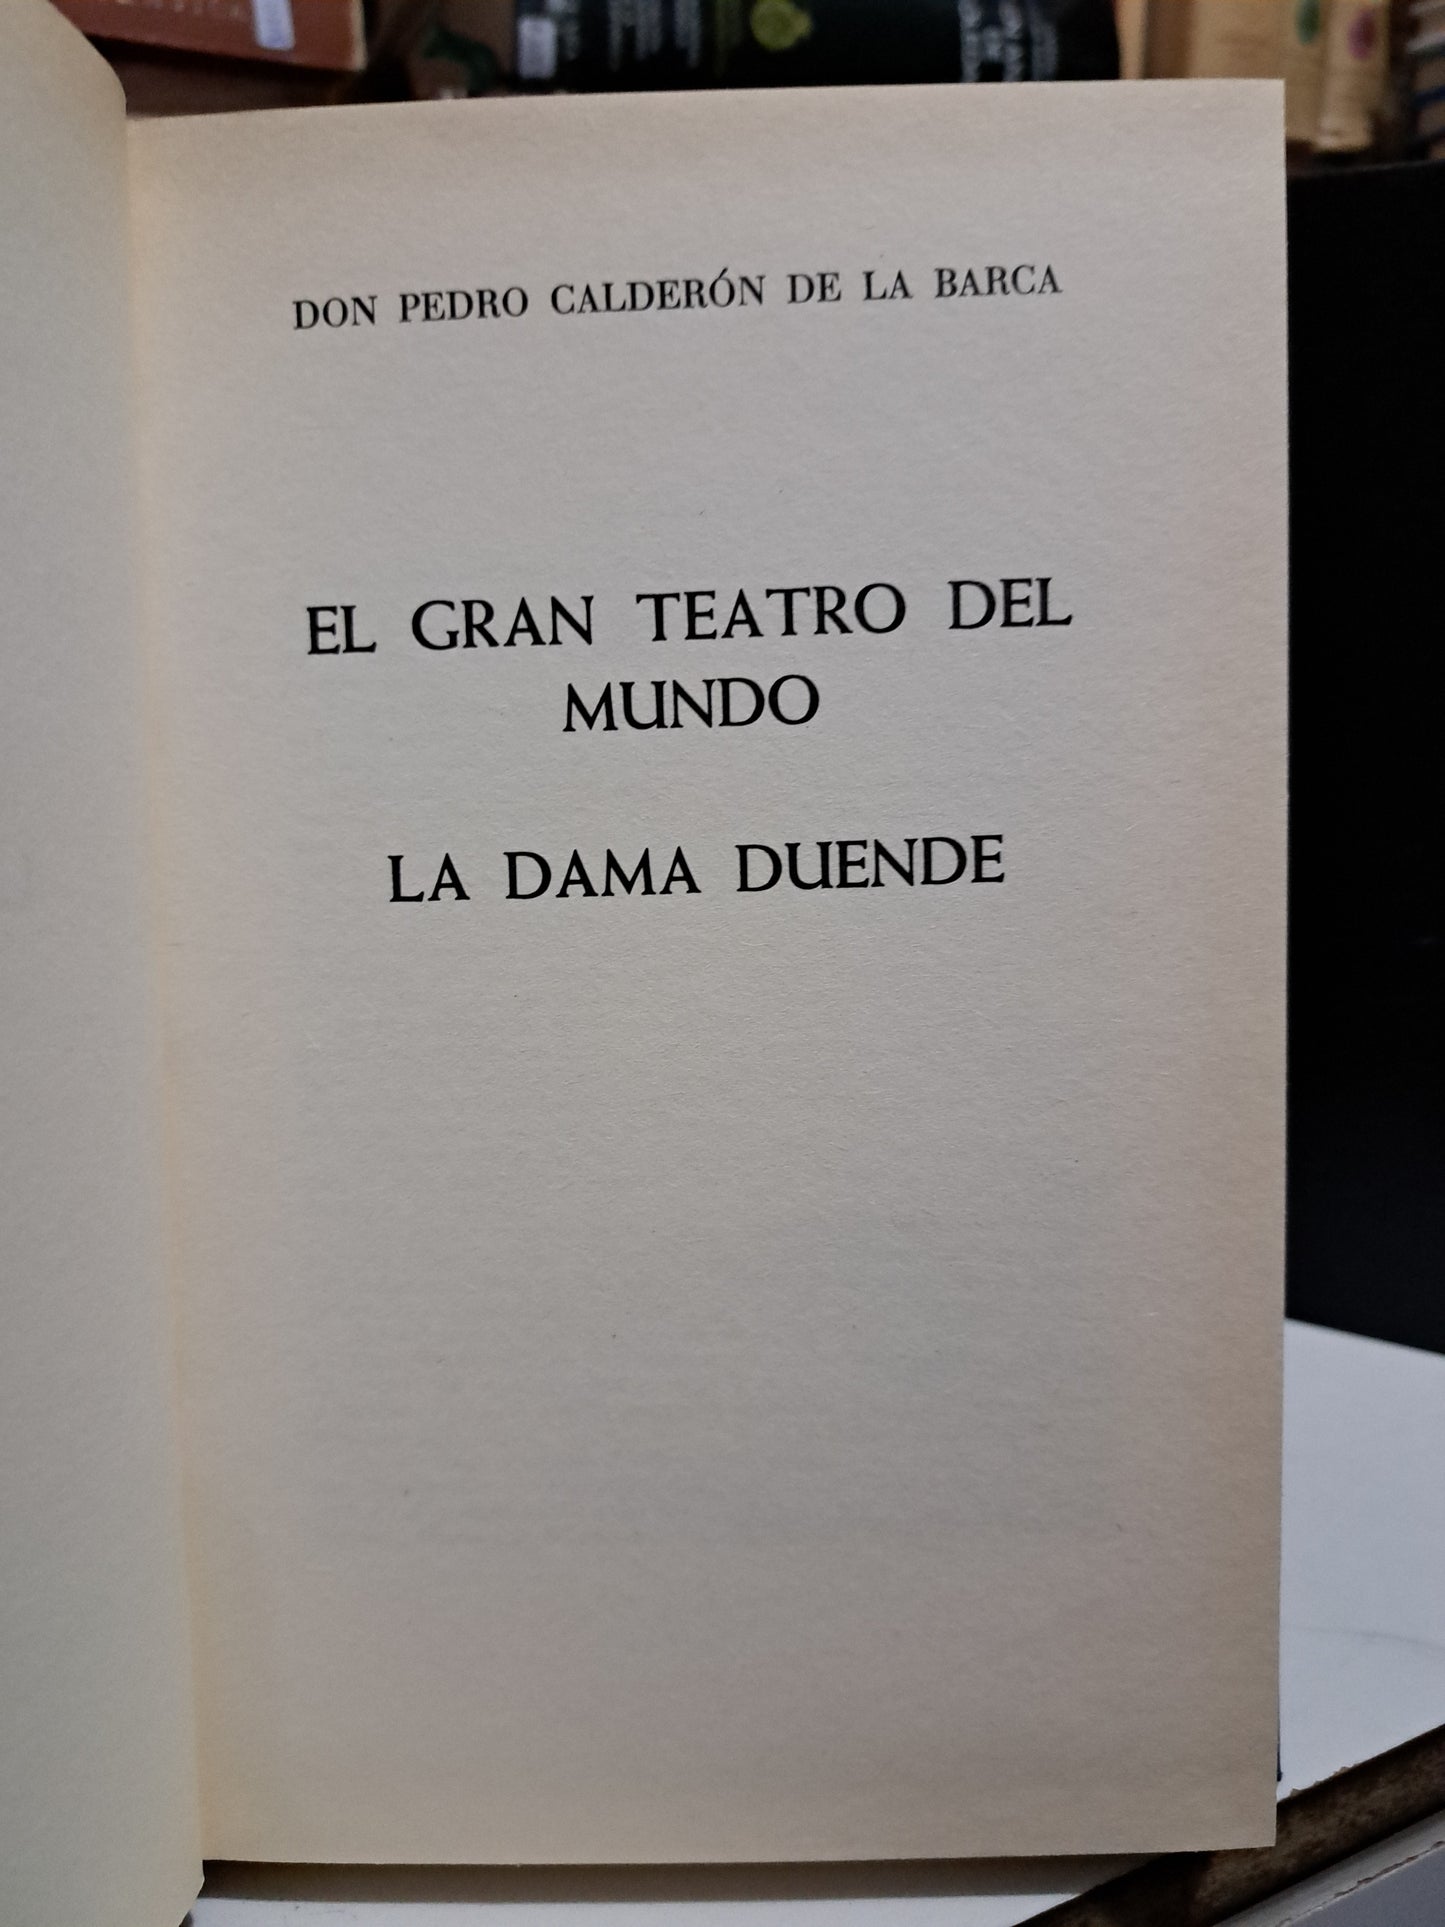 DON PEDRO CALDERÓN DE LA BARCA
EL GRAN TEATRO DEL
MUNDO
LA DAMA DUENDE